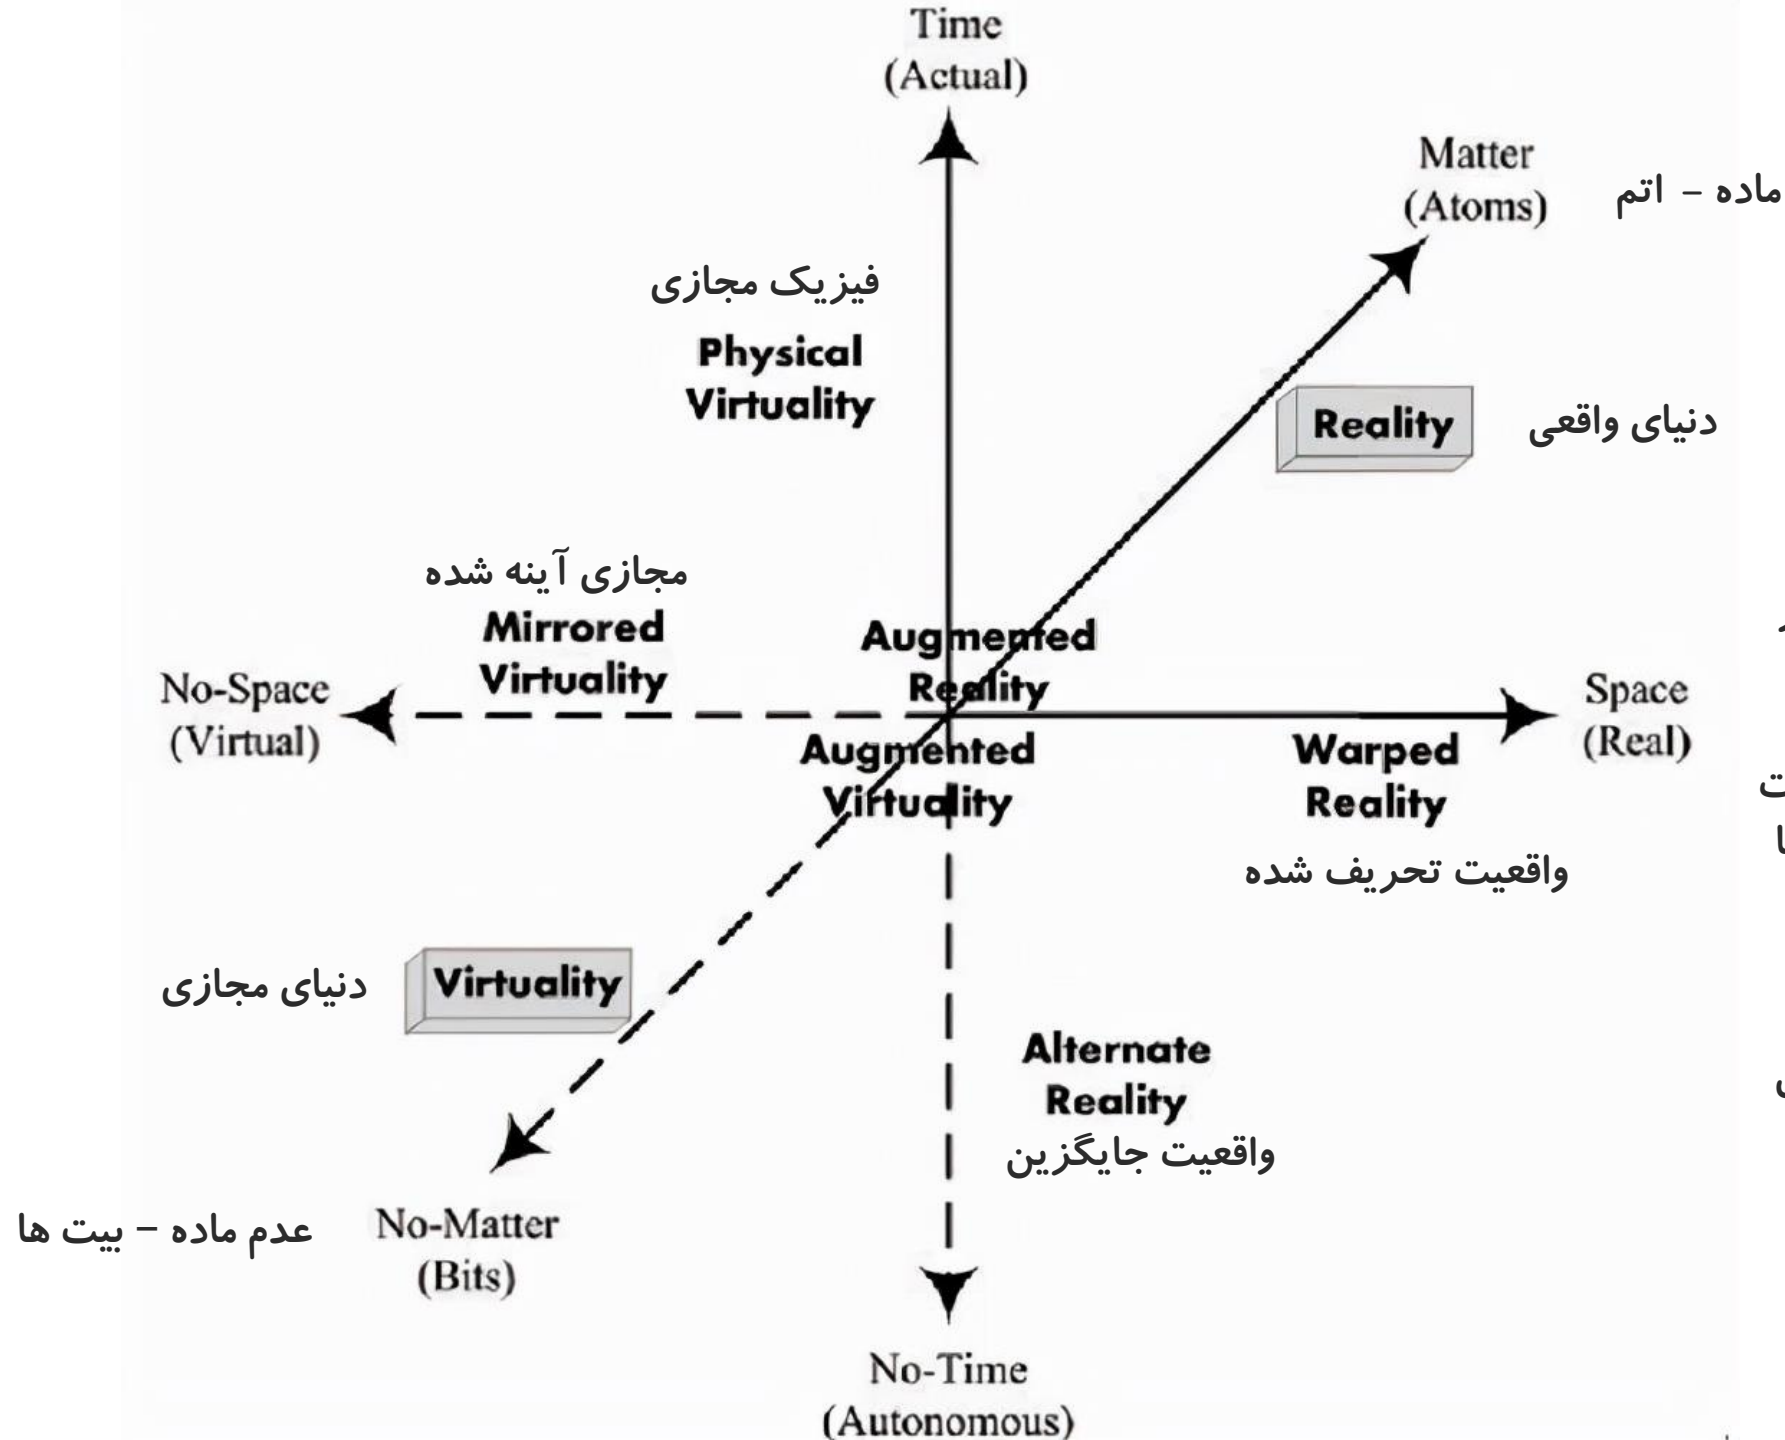 Time
(Actual)
Matter
(Atoms)
ماده – اتم
فیزیک مجازی
Physical
Virtuality
Reality
دنیای واقعی
مجازی آینه شده
Mirrored
Virtuality
Augmented
Reality
No-Space
(Virtual)
Space
(Real)
Augmented
Virtuality
Warped
Reality
واقعیت تحریف شده
دنیای مجازی
Virtuality
Alternate
Reality
واقعیت جایگزین
عدم ماده – بیت ها
No-Matter
(Bits)
No-Time
(Autonomous)